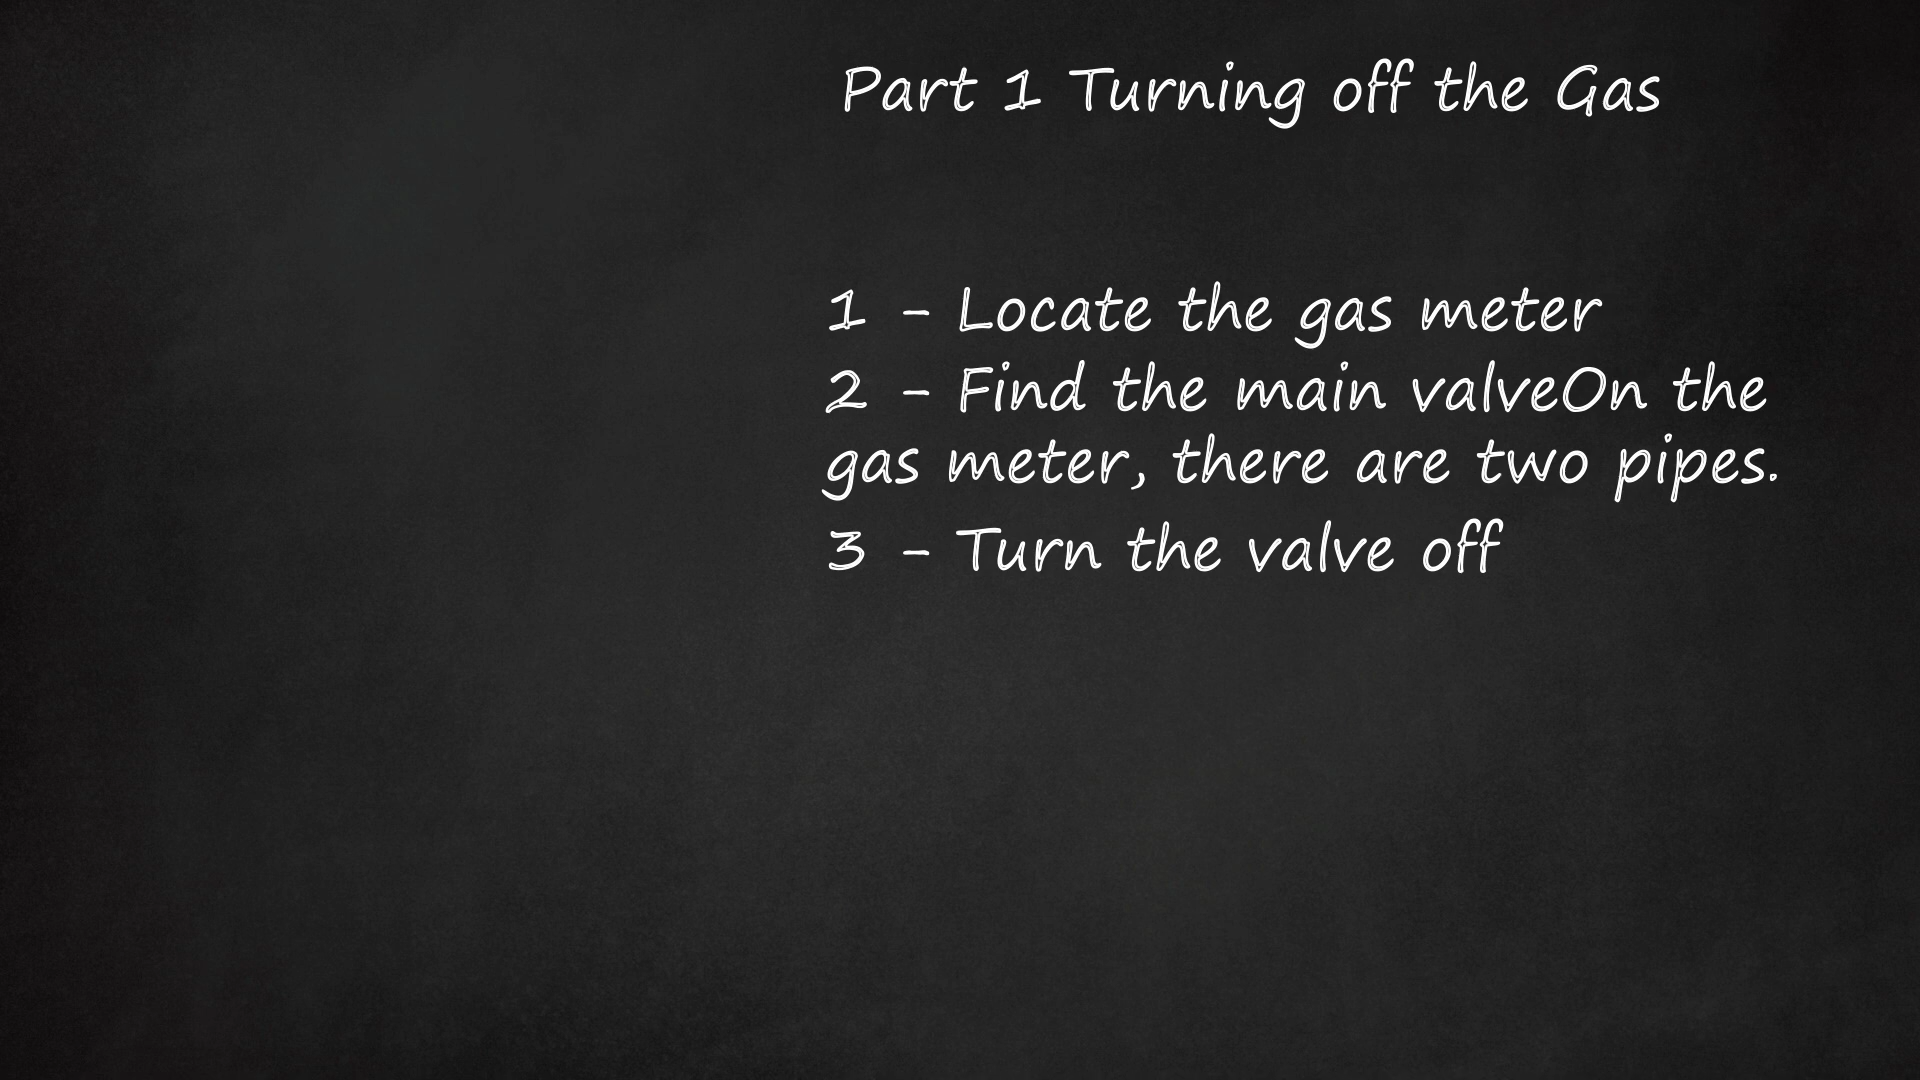 Part 1 Turning off the Gas
1 - Locate the gas meter
2 - Find the main valveOn the
gas meter, there are two pipes.
3 - Turn the valve off